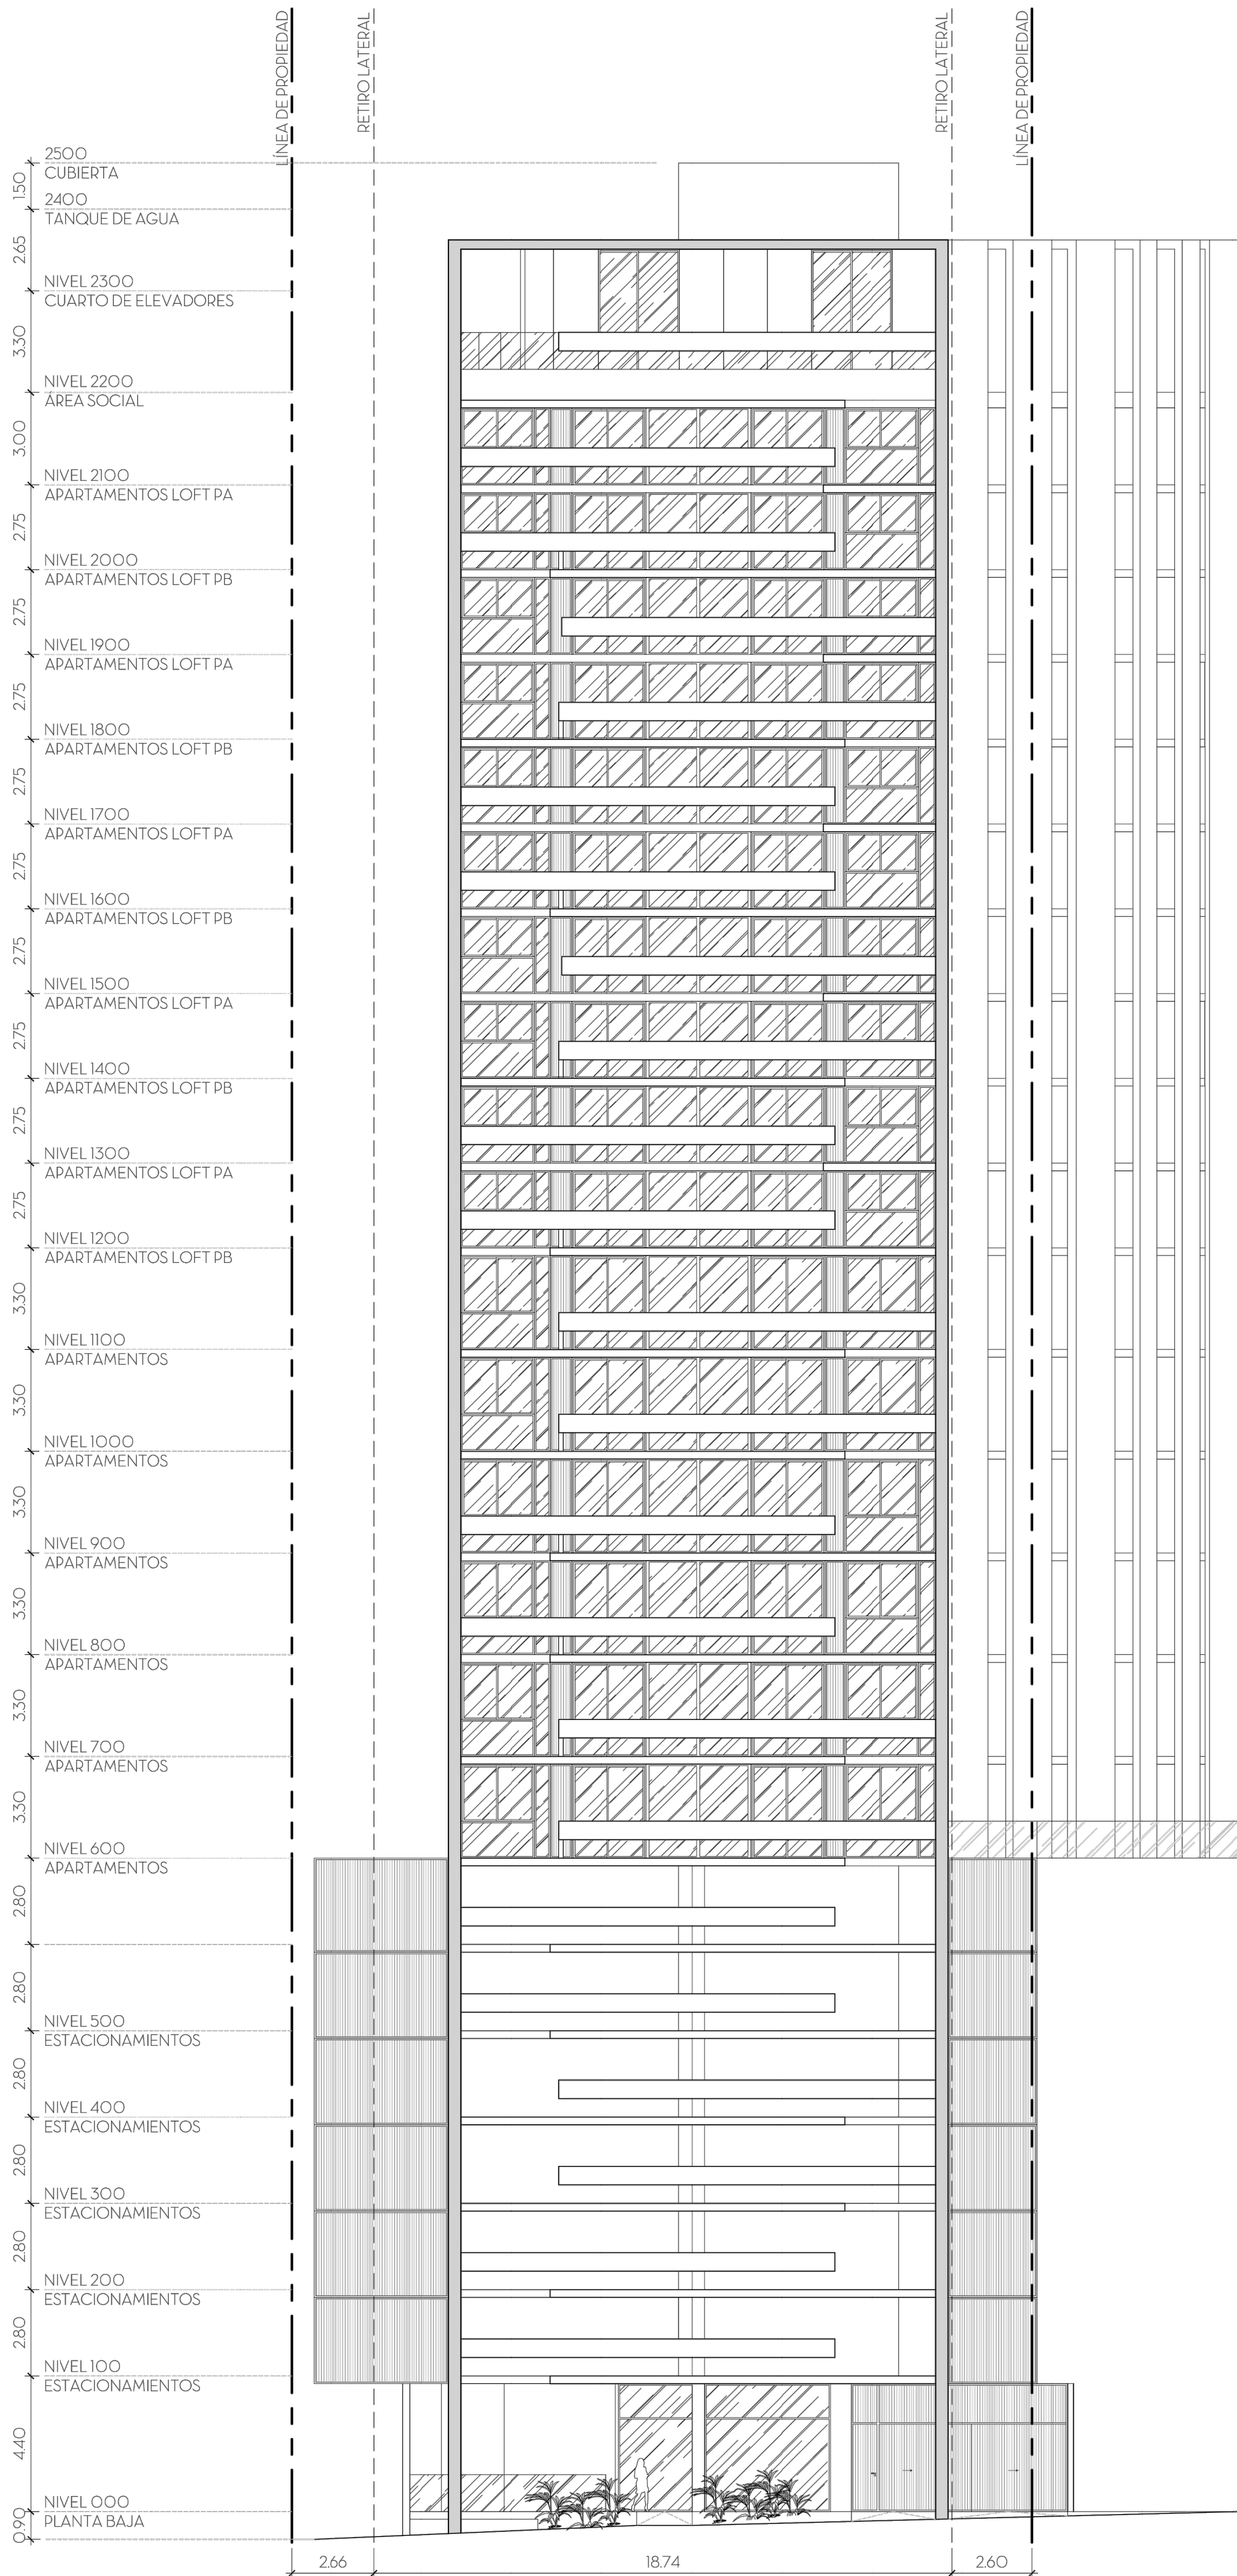 LÍNEA DE PROPIEDAD
RETIRO LATERAL
RETIRO LATERAL
LÍNEA DE PROPIEDAD
2500
CUBIERTA
1.50
2400
TANQUE DE AGUA
2.65
NIVEL 2300
CUARTO DE ELEVADORES
3.30
NIVEL 2200
ÁREA SOCIAL
3.00
NIVEL 2100
APARTAMENTOS LOFT PA
2.75
NIVEL 2000
APARTAMENTOS LOFT PB
2.75
NIVEL 1900
APARTAMENTOS LOFT PA
2.75
NIVEL 1800
APARTAMENTOS LOFT PB
2.75
NIVEL 1700
APARTAMENTOS LOFT PA
2.75
NIVEL 1600
APARTAMENTOS LOFT PB
2.75
NIVEL 1500
APARTAMENTOS LOFT PA
2.75
NIVEL 1400
APARTAMENTOS LOFT PB
2.75
NIVEL 1300
APARTAMENTOS LOFT PA
2.75
NIVEL 1200
APARTAMENTOS LOFT PB
3.30
NIVEL 1100
APARTAMENTOS
3.30
NIVEL 1000
APARTAMENTOS
3.30
NIVEL 900
APARTAMENTOS
3.30
NIVEL 800
APARTAMENTOS
3.30
NIVEL 700
APARTAMENTOS
3.30
NIVEL 600
APARTAMENTOS
2.80
2.80
NIVEL 500
ESTACIONAMIENTOS
2.80
NIVEL 400
ESTACIONAMIENTOS
2.80
NIVEL 300
ESTACIONAMIENTOS
2.80
NIVEL 200
ESTACIONAMIENTOS
2.80
NIVEL 100
ESTACIONAMIENTOS
4.40
NIVEL 000
PLANTA BAJA
0.90
2.66
18.74
2.60